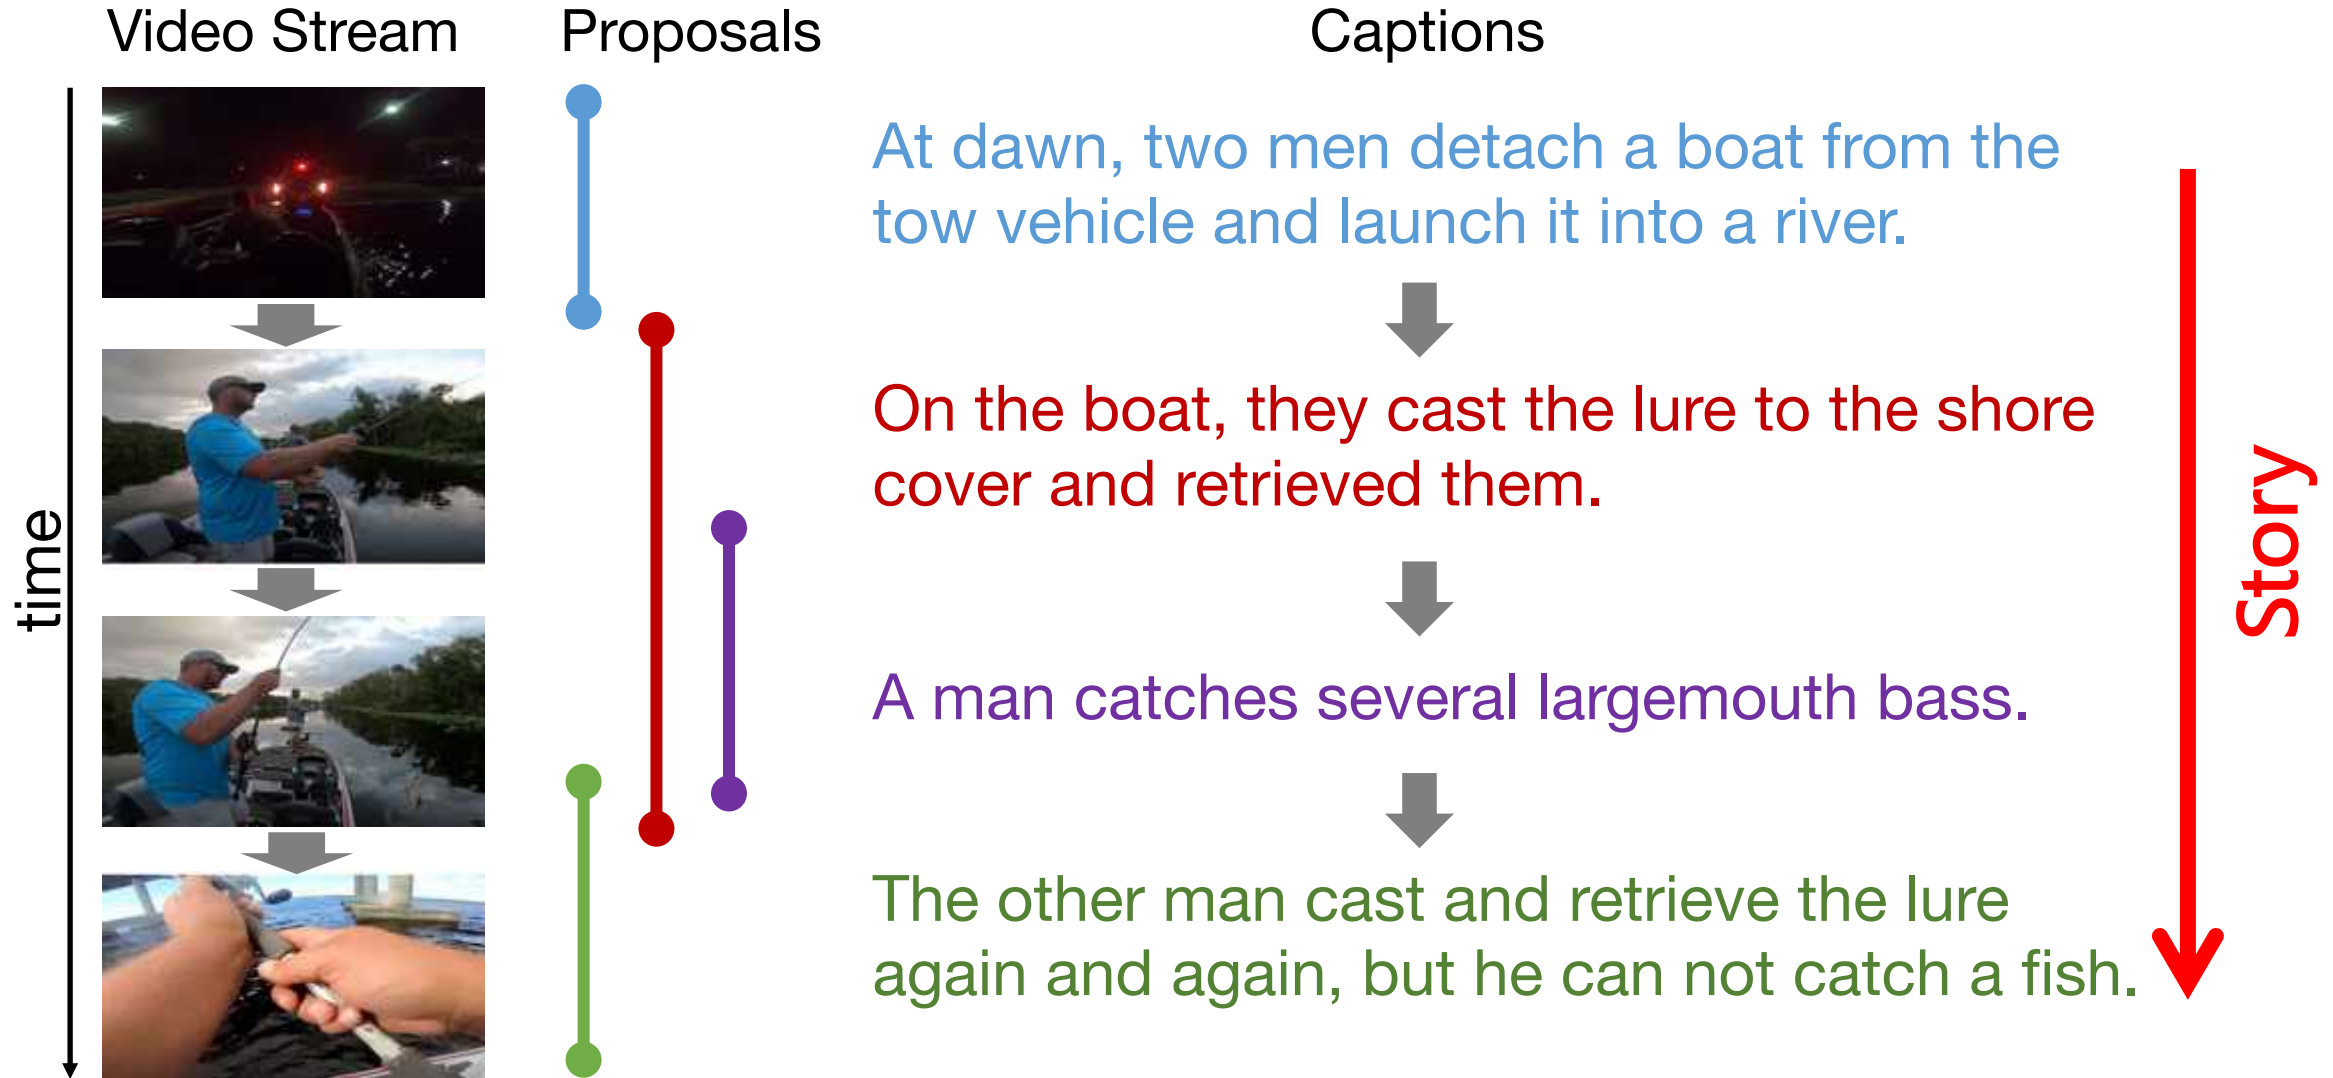 Video Stream
Proposals
Captions
time
At dawn, two men detach a boat from the
tow vehicle and launch it into a river.
On the boat, they cast the lure to the shore
cover and retrieved them.
A man catches several largemouth bass.
The other man cast and retrieve the lure
again and again, but he can not catch a fish.
Story